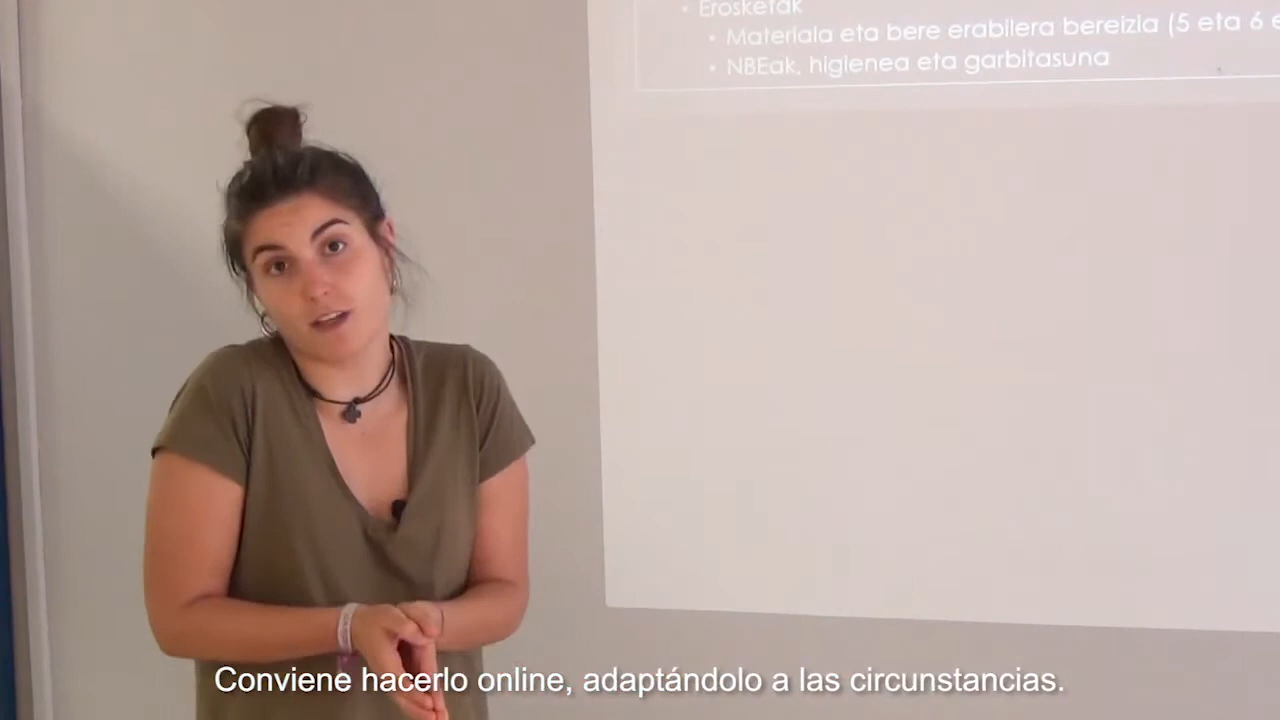 • Erosketak
• Materiala eta bere erabilera bereizia (5 eta 6 e
• NBEak, higienea eta garbitasuna
Conviene hacerlo online, adaptándolo a las circunstancias.